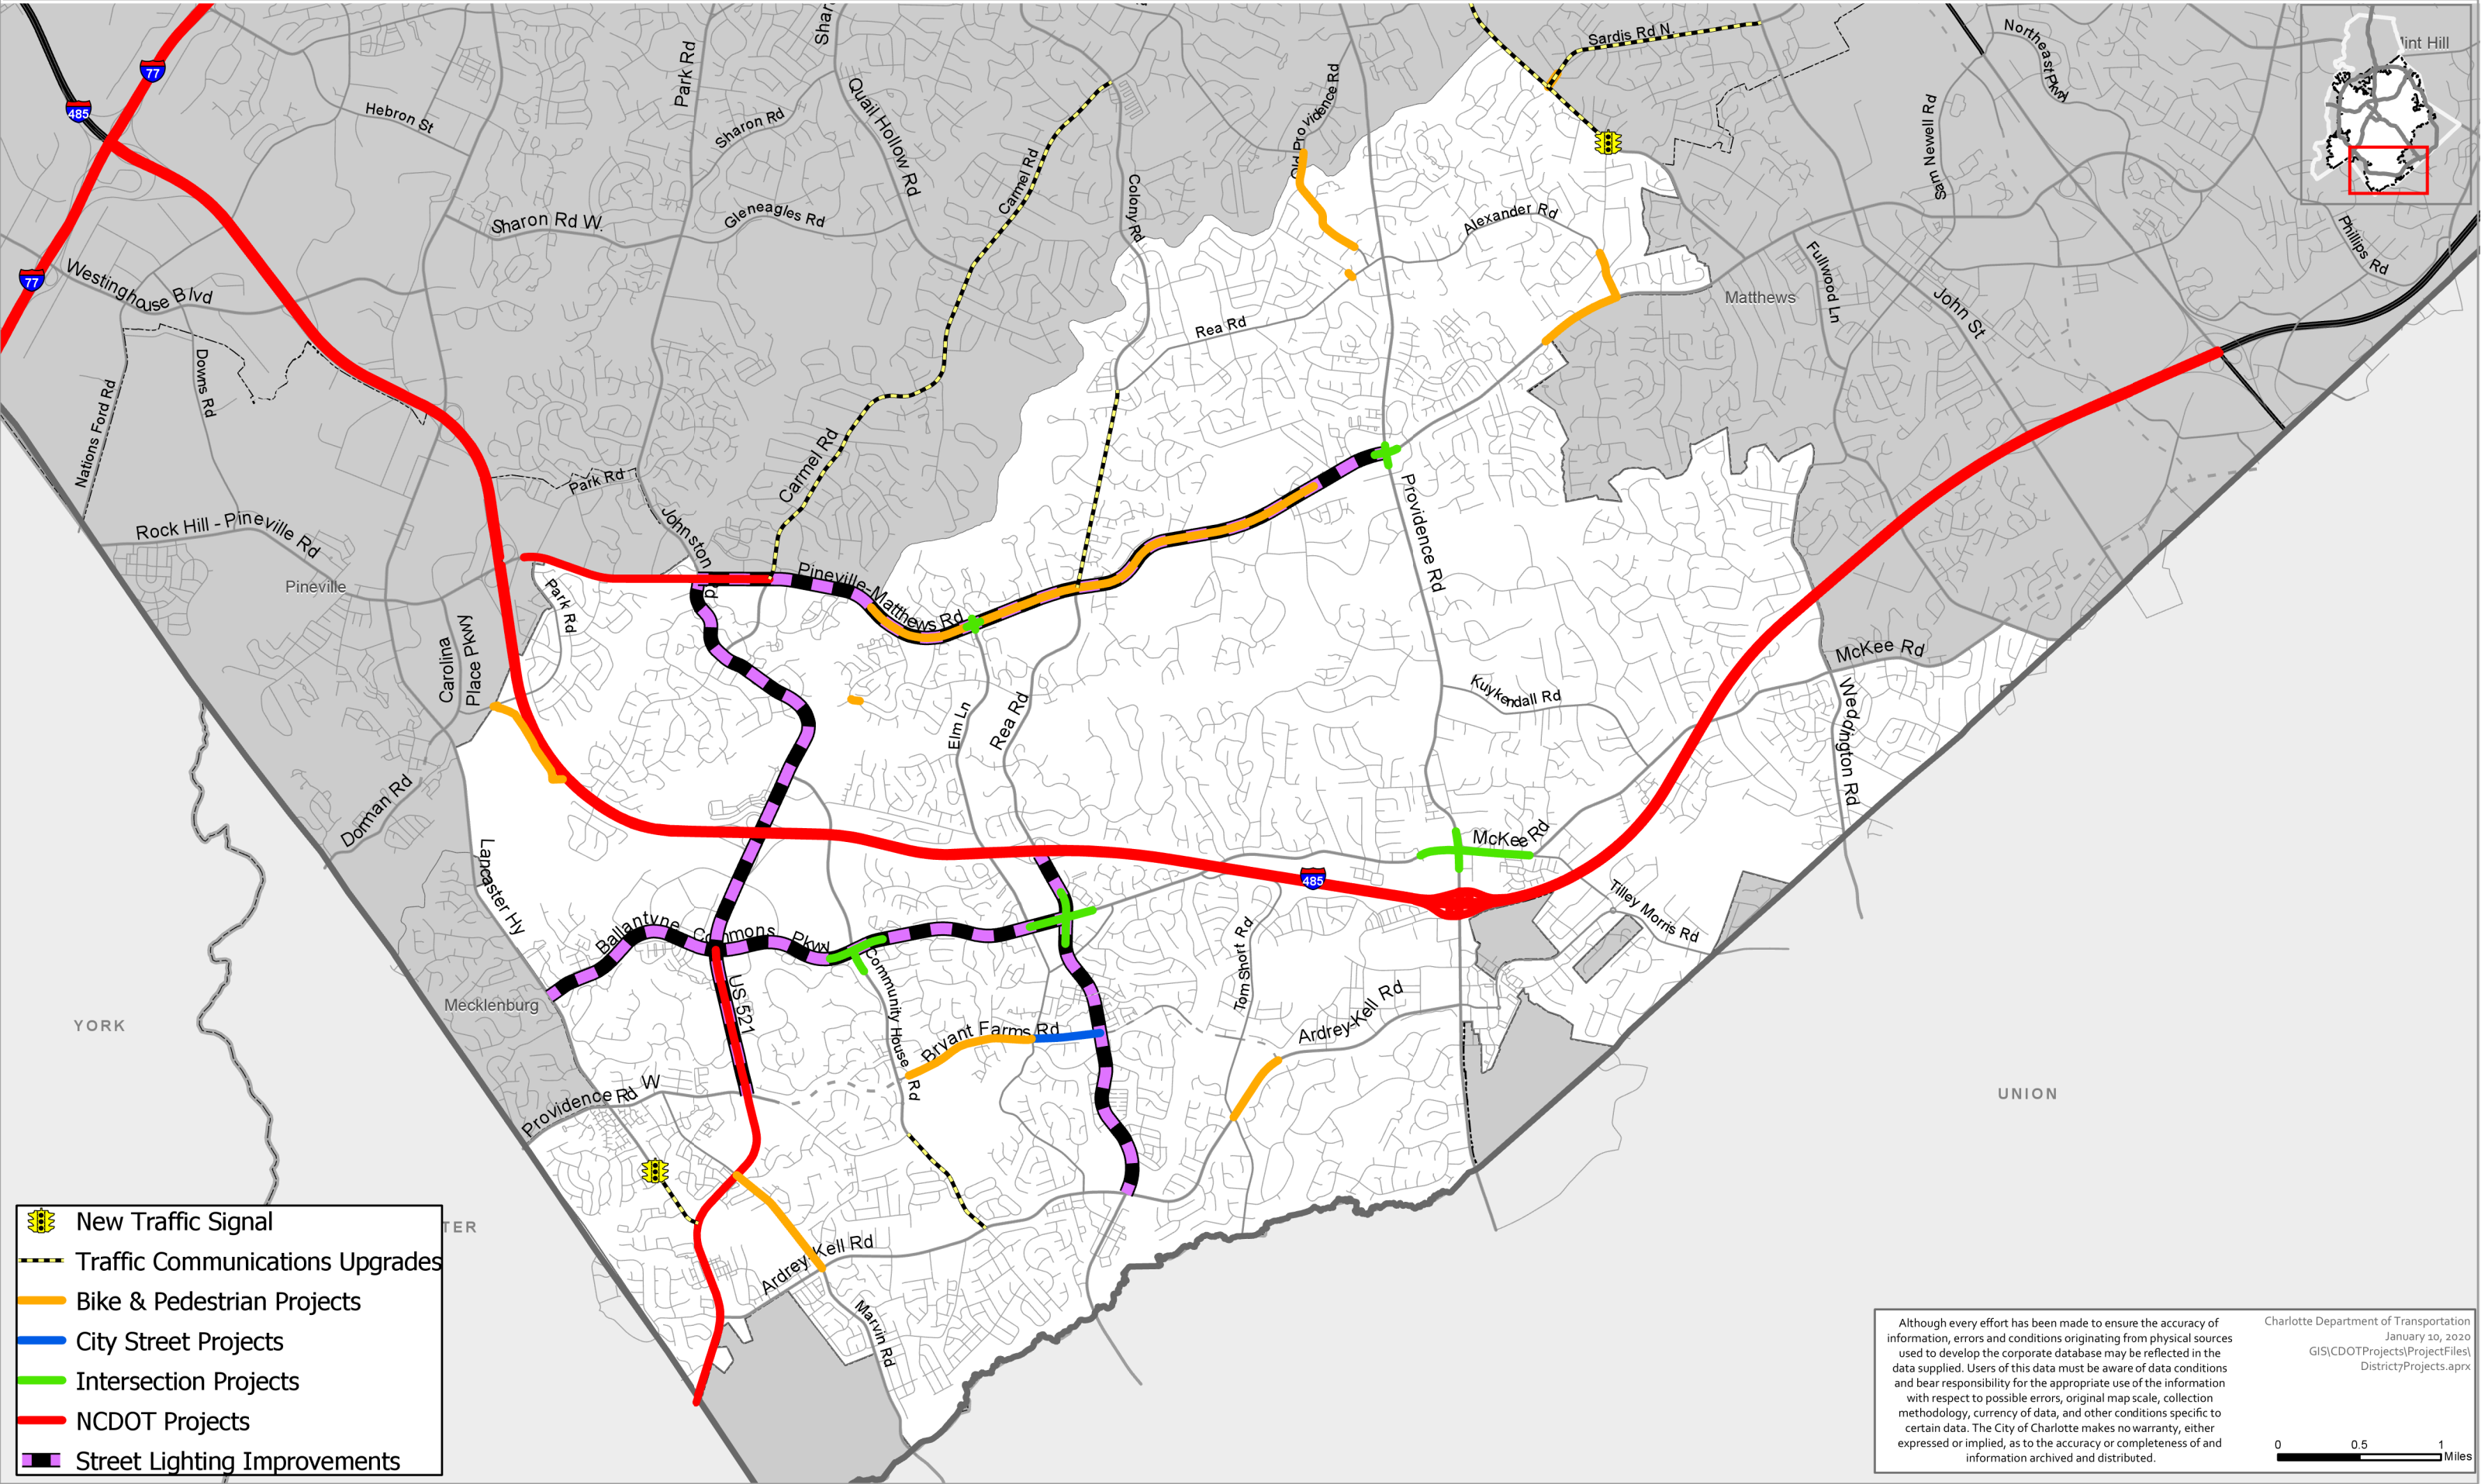 Sardis Rd N.
Northeast Pkwy
Mint Hill
77
485
Park Rd
Hebron St
Sharon Rd
Quail Hollow Rd
Old Providence Rd
Sam Newell Rd
Carmel Rd
Colony Rd
Sharon Rd W.
Gleneagles Rd
Alexander Rd
Phillips Rd
77
Westinghouse Blvd
Fullwood Ln
Matthews
John St
Rea Rd
Downs Rd
Nations Ford Rd
Carmel Rd
Park Rd
Johnston
Rd
Rock Hill - Pineville Rd
Providence Rd
Pineville
Pineville-Matthews Rd
Park Rd
Carolina
Place Pkwy
McKee Rd
Kuykendall Rd
Weddington Rd
Elm Ln
Rea Rd
Dorman Rd
McKee Rd
485
Lancaster Hy
Tilley Morris Rd
Ballantyne Commons Pkwy
Community House Rd
Tom Short Rd
US 521
Mecklenburg
Ardrey-Kell Rd
YORK
Bryant Farms Rd
UNION
Providence Rd W
TER
Ardrey Kell Rd
Marvin Rd
New Traffic Signal
Traffic Communications Upgrades
Bike & Pedestrian Projects
City Street Projects
Intersection Projects
NCDOT Projects
Street Lighting Improvements
Although every effort has been made to ensure the accuracy of
information, errors and conditions originating from physical sources
used to develop the corporate database may be reflected in the
data supplied. Users of this data must be aware of data conditions
and bear responsibility for the appropriate use of the information
with respect to possible errors, original map scale, collection
methodology, currency of data, and other conditions specific to
certain data. The City of Charlotte makes no warranty, either
expressed or implied, as to the accuracy or completeness of and
information archived and distributed.
Charlotte Department of Transportation
January 10, 2020
GIS\CDOTProjects\ProjectFiles\
District7Projects.aprx
0 0.5 1
Miles